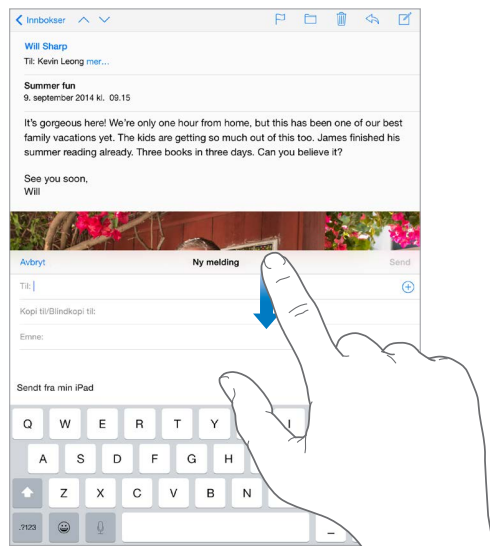 Innbokser
Will Sharp
Til: Kevin Leong mer...
Summer fun
9. september 2014 kl. 09.15
It's gorgeous here! We're only one hour from home, but this has been one of our best
family vacations yet. The kids are getting so much out of this too. James finished his
summer reading already. Three books in three days. Can you believe it?
See you soon,
Will
Avbryt Ny melding Send
Til:
Kopi til/Blindkopi til:
Emne:
Sendt fra min iPad
Q W E R T Y I
A S D F G H
Z X C V B N
.?123 _